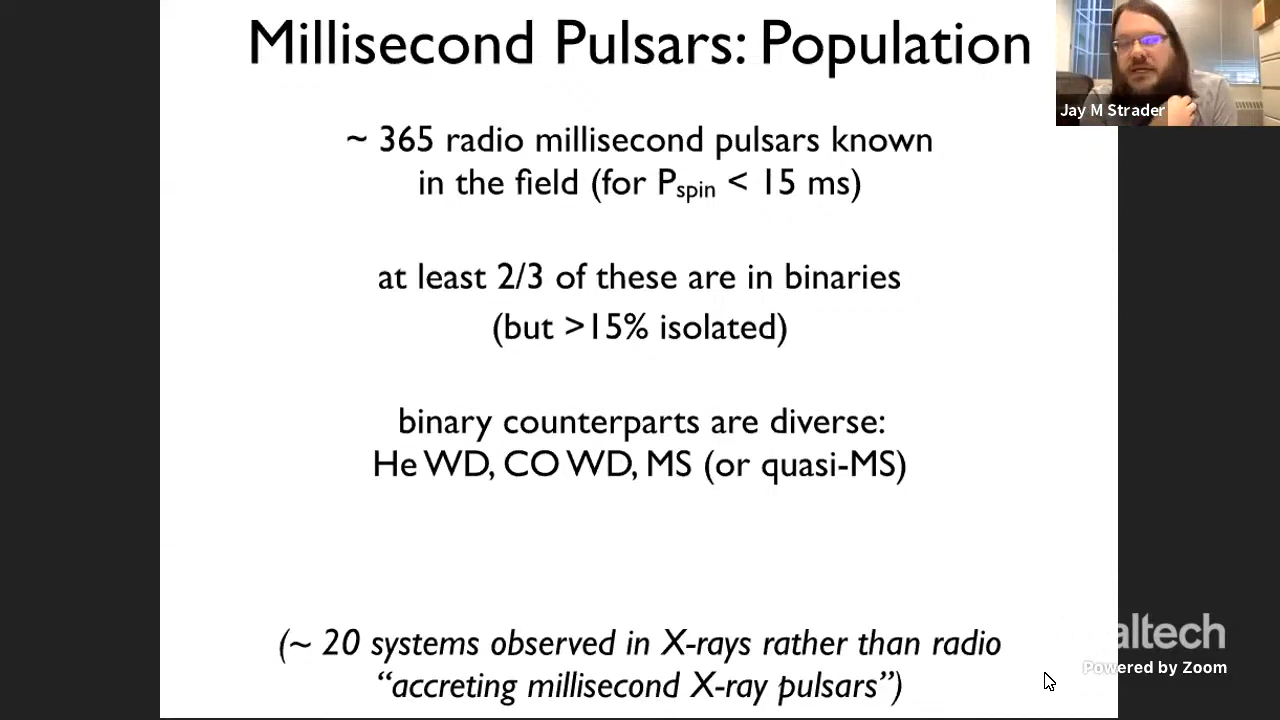 Millisecond Pulsars: Population
Jay M Strader
~ 365 radio millisecond pulsars known
in the field (for Pspin < 15 ms)
at least 2/3 of these are in binaries
(but >15% isolated)
binary counterparts are diverse:
He WD, CO WD, MS (or quasi-MS)
(~ 20 systems observed in X-rays rather than radio
“accreting millisecond X-ray pulsars”)
altech
Powered by Zoom